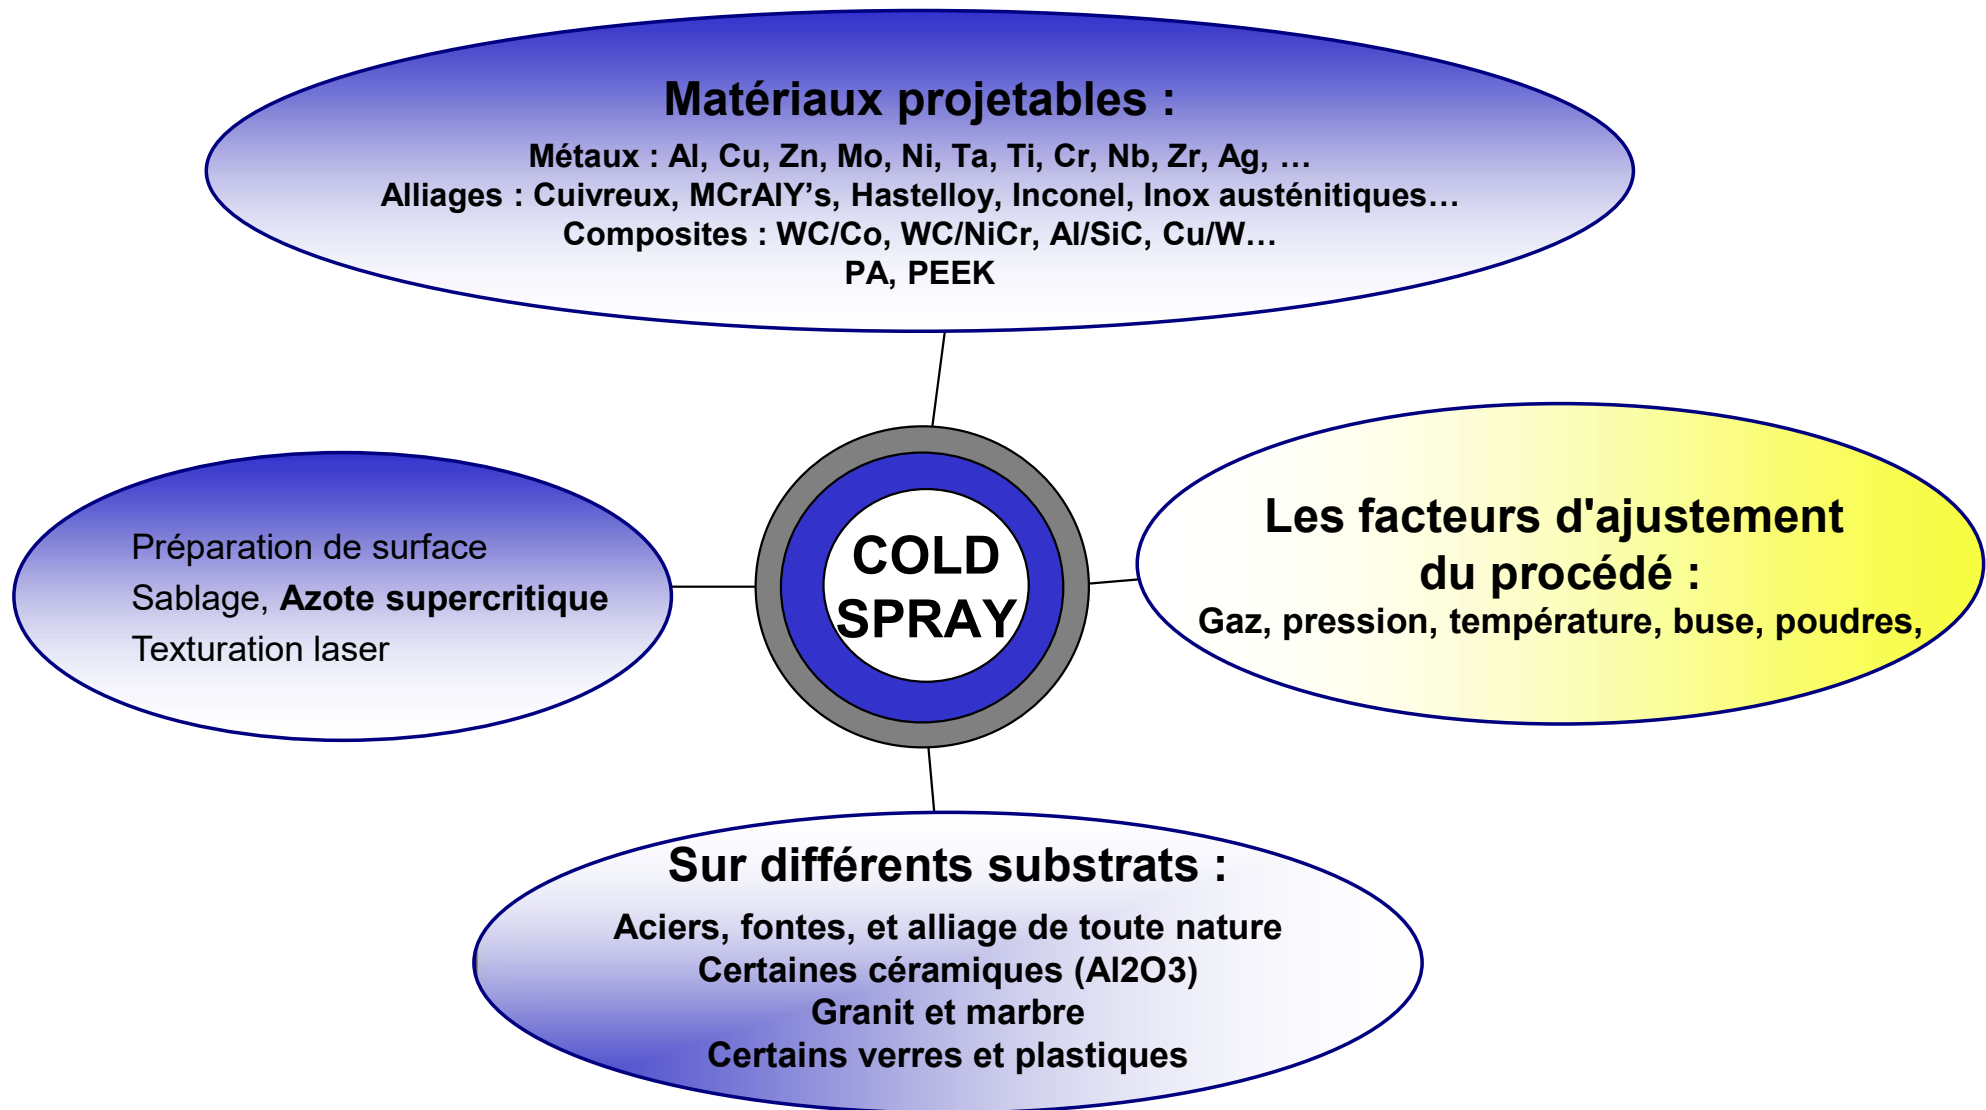 Matériaux projetables :
Métaux : Al, Cu, Zn, Mo, Ni, Ta, Ti, Cr, Nb, Zr, Ag, …
Alliages : Cuivreux, MCrAlY’s, Hastelloy, Inconel, Inox austénitiques…
Composites : WC/Co, WC/NiCr, Al/SiC, Cu/W…
PA, PEEK
Préparation de surface
Sablage, Azote supercritique
Texturation laser
COLD
SPRAY
Les facteurs d'ajustement
du procédé :
Gaz, pression, température, buse, poudres,
Sur différents substrats :
Aciers, fontes, et alliage de toute nature
Certaines céramiques (Al2O3)
Granit et marbre
Certains verres et plastiques